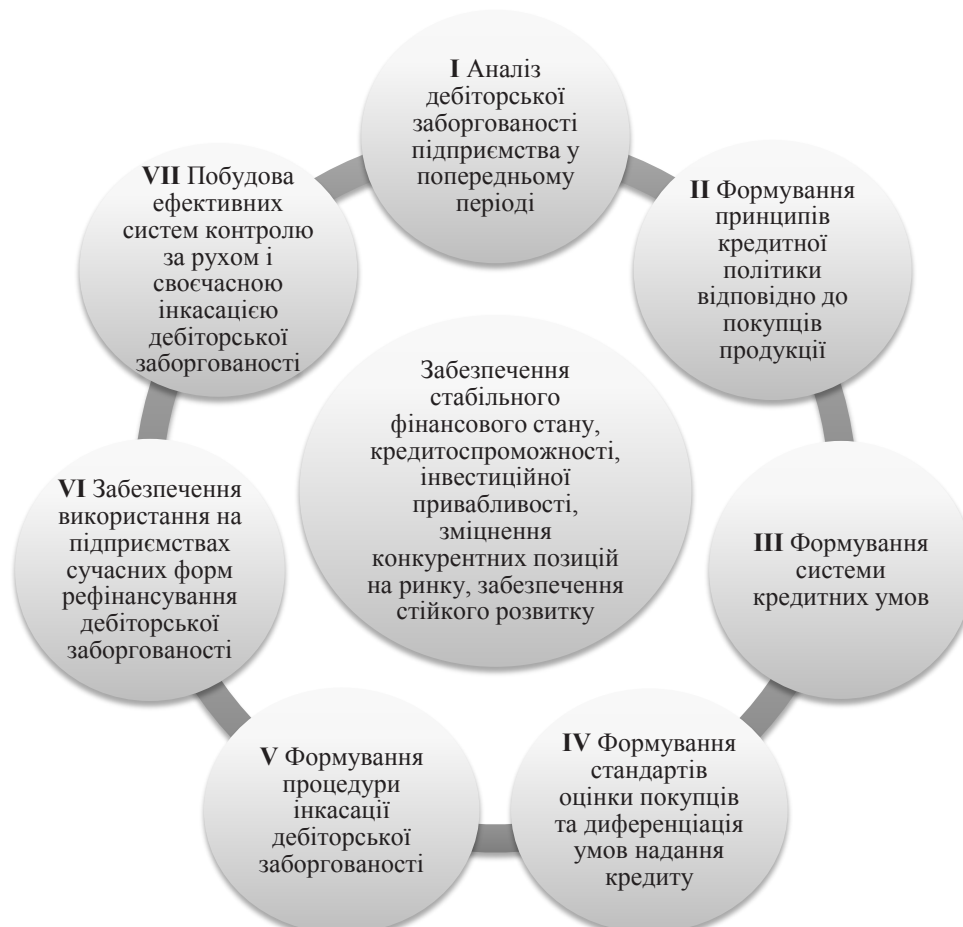 I Аналіз
дебіторської
заборгованості
підприємства у
попередньому
періоді
II Формування
принципів
кредитної
політики
відповідно до
покупців
продукції
III Формування
системи
кредитних умов
IV Формування
стандартів
оцінки покупців
та диференціація
умов надання
кредиту
V Формування
процедури
інкасації
дебіторської
заборгованості
VI Забезпечення
використання на
підприємствах
сучасних форм
рефінансування
дебіторської
заборгованості
VII Побудова
ефективних
систем контролю
за рухом і
своєчасною
інкасацією
дебіторської
заборгованості
Забезпечення
стабільного
фінансового стану,
кредитоспроможності,
інвестиційної
привабливості,
зміцнення
конкурентних позицій
на ринку, забезпечення
стійкого розвитку